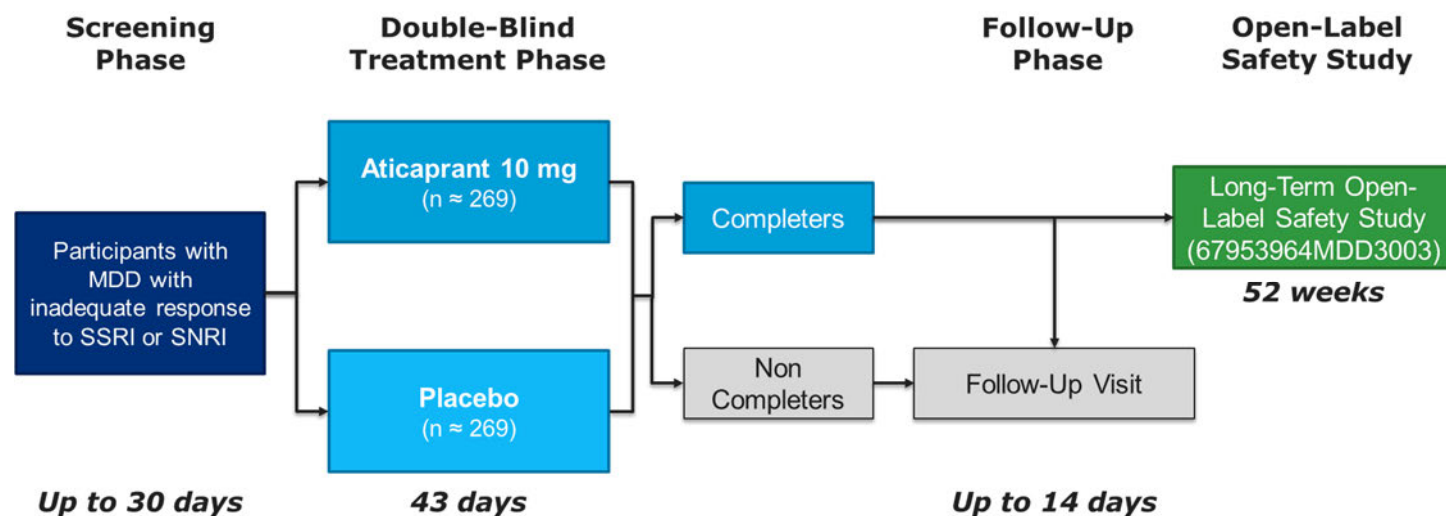 Screening
Phase
Double-Blind
Treatment Phase
Follow-Up
Phase
Open-Label
Safety Study
Participants with
MDD with
inadequate response
to SSRI or SNRI
Aticaprant 10 mg
(n ≈ 269)
Placebo
(n ≈ 269)
Completers
Non
Completers
Follow-Up Visit
Long-Term Open-
Label Safety Study
(67953964MDD3003)
52 weeks
Up to 30 days
43 days
Up to 14 days